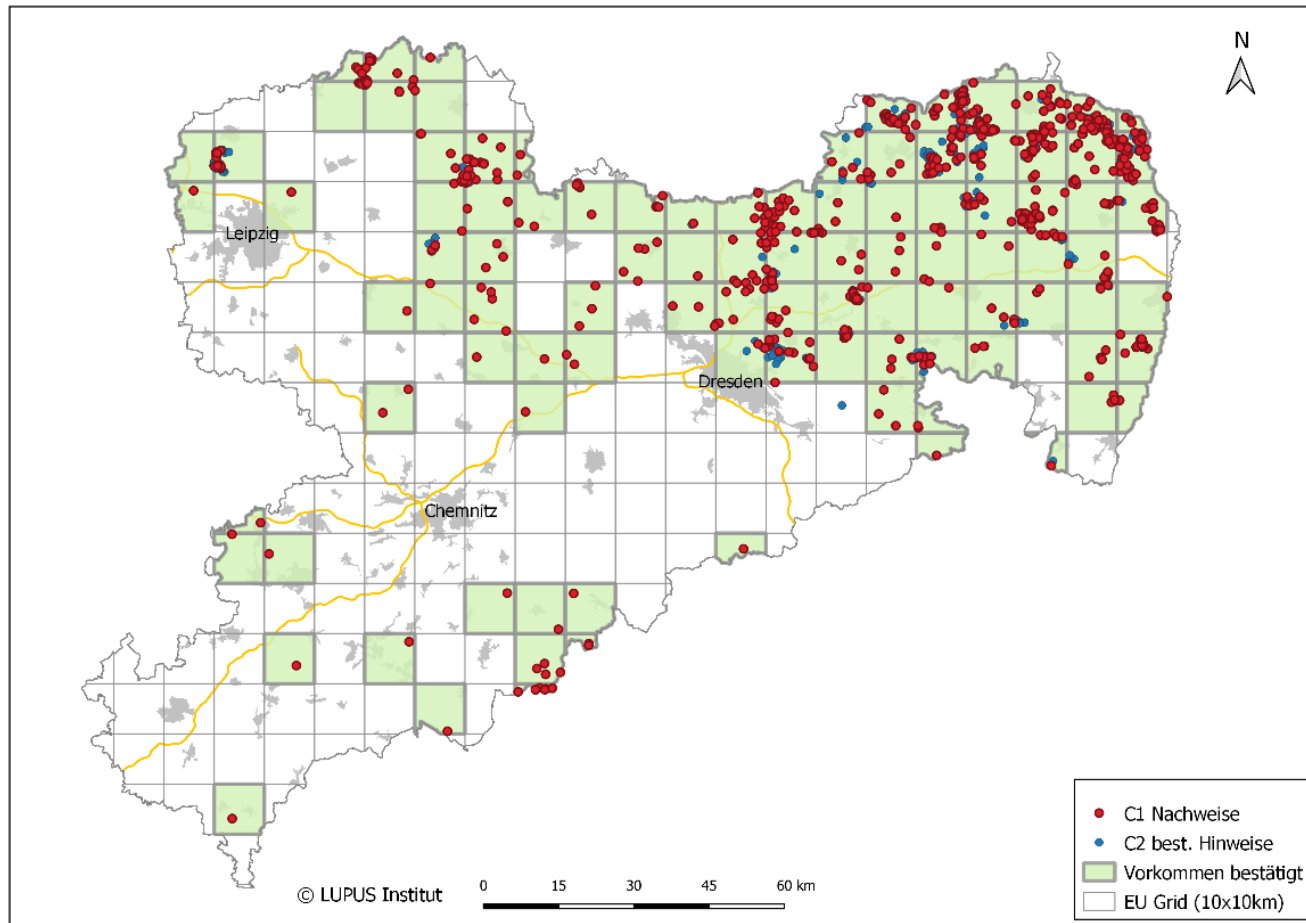 N
Leipzig
Dresden
Chemnitz
C1 Nachweise
C2 best. Hinweise
Vorkommen bestätigt
EU Grid (10x10km)
© LUPUS Institut
0 15 30 45 60 km